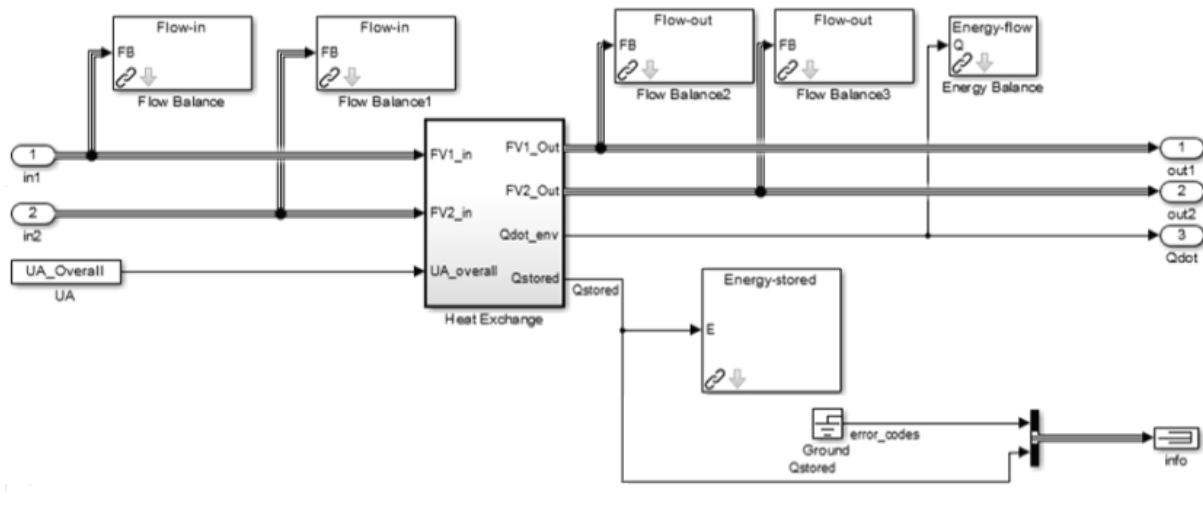 Flow-in
FB
Flow Balance
Flow-in
FB
Flow Balance1
Flow-out
FB
Flow Balance2
Flow-out
FB
Flow Balance3
Energy-flow
Q
Energy Balance
1
in1
2
in2
UA_Overall
UA
FV1_in
FV2_in
UA_overall
FV1_Out
FV2_Out
Qdot_env
Qstored
Heat Exchange
Qstored
1
out1
2
out2
3
Qdot
Energy-stored
E
Ground
error_codes
Qstored
info